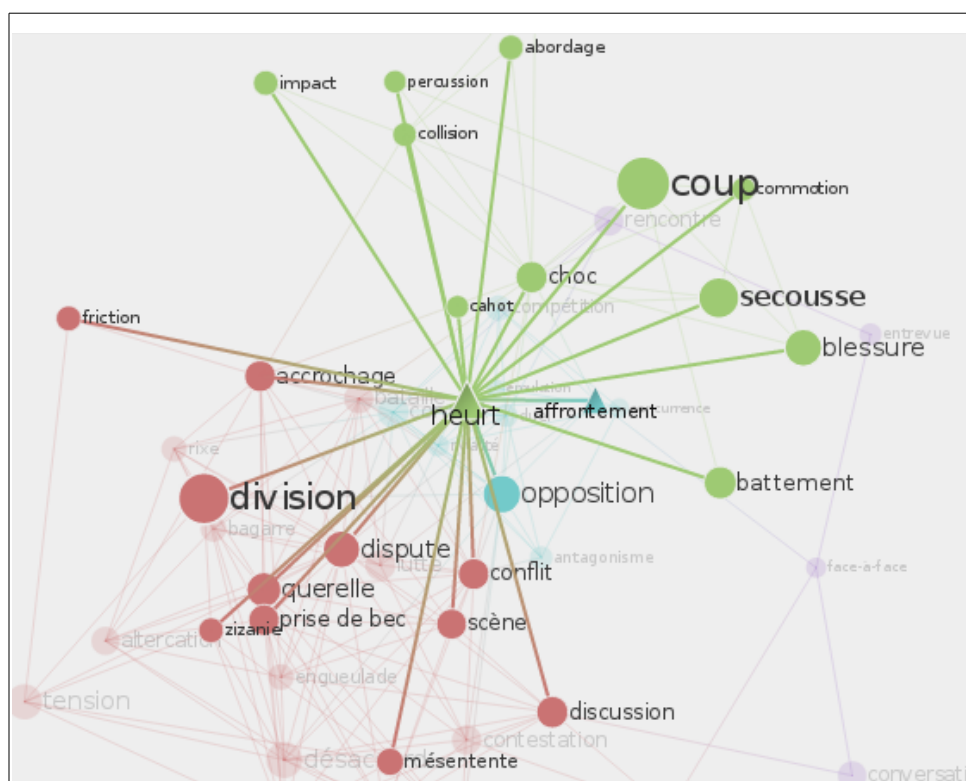 abordage
impact
percussion
collision
coup
commotion
rencontre
choc
secousse
cahot
compétition
friction
entrevue
blessure
accrochage
bataille
heurt
affrontement
rixe
battement
division
opposition
bagarre
dispute
antagonisme
lutte
conflit
face-à-face
querelle
prise de bec
scène
zizanie
altercation
engueulade
tension
discussion
contestation
mésentente